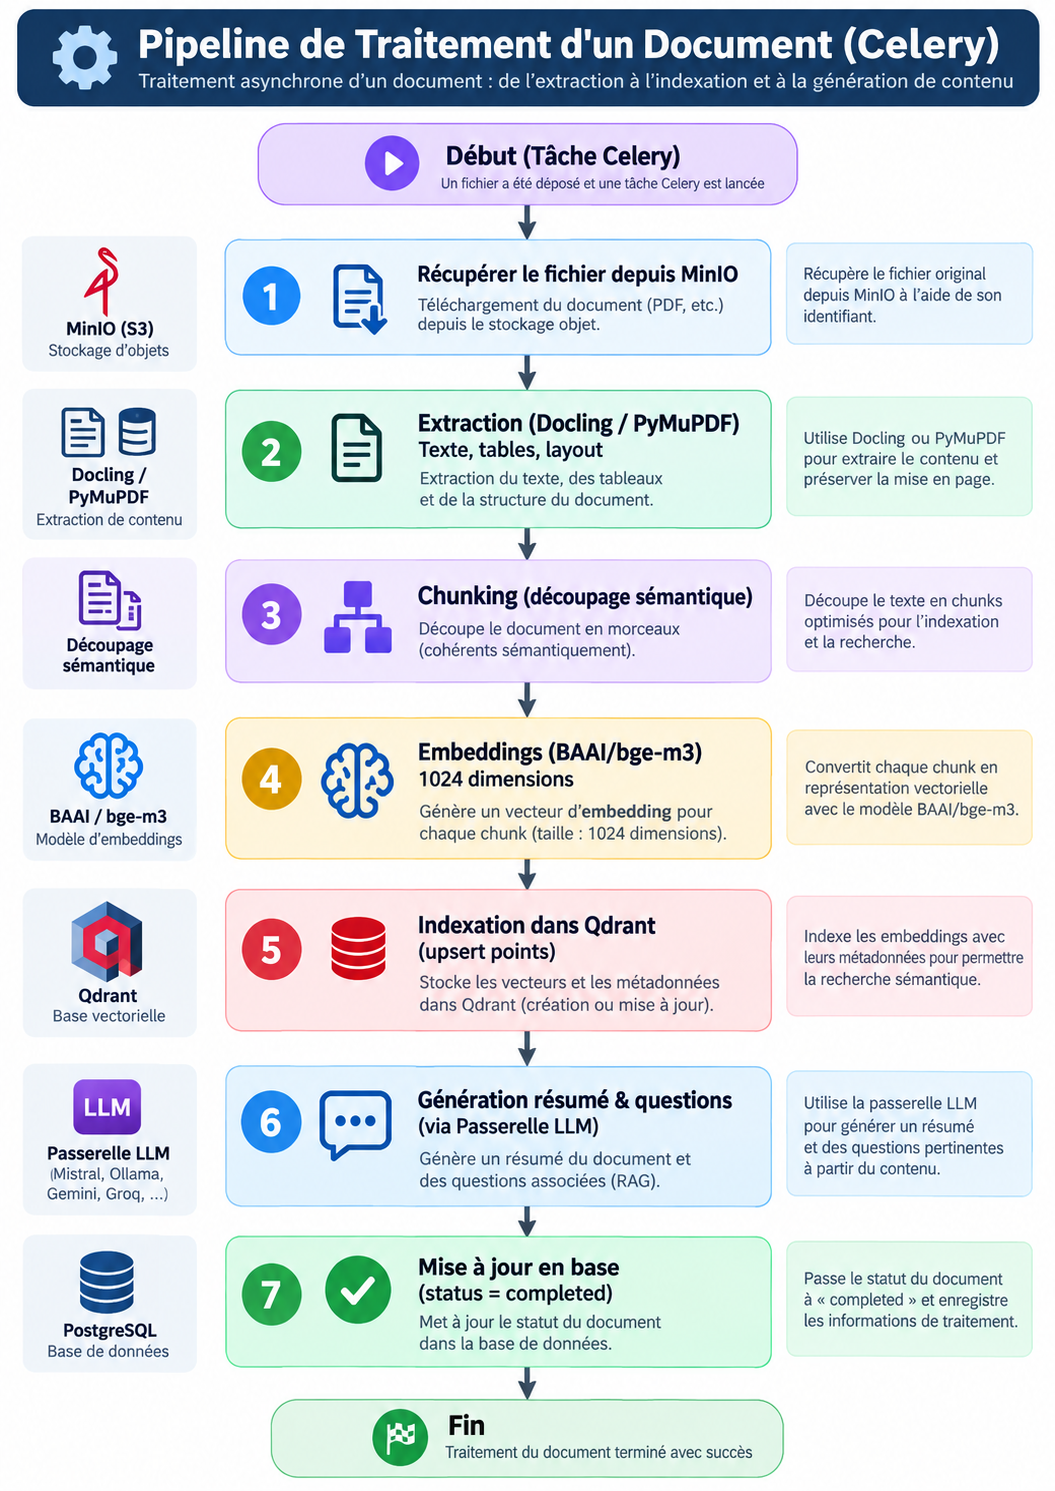 Pipeline de Traitement d'un Document (Celery)
Traitement asynchrone d'un document : de l'extraction à l'indexation et à la génération de contenu
Début (Tâche Celery)
Un fichier a été déposé et une tâche Celery est lancée
MinIO (S3)
Stockage d'objets
1
Récupérer le fichier depuis MinIO
Téléchargement du document (PDF, etc.)
depuis le stockage objet.
Récupère le fichier original
depuis MinIO à l'aide de son
identifiant.
Docling /
PyMuPDF
Extraction de contenu
2
Extraction (Docling / PyMuPDF)
Texte, tables, layout
Extraction du texte, des tableaux
et de la structure du document.
Utilise Docling ou PyMuPDF
pour extraire le contenu et
préserver la mise en page.
Découpage
sémantique
3
Chunking (découpage sémantique)
Découpe le document en morceaux
(cohérents sémantiquement).
Découpe le texte en chunks
optimisés pour l'indexation
et la recherche.
BAAI / bge-m3
Modèle d'embeddings
4
Embeddings (BAAI/bge-m3)
1024 dimensions
Génère un vecteur d'embedding pour
chaque chunk (taille : 1024 dimensions).
Convertit chaque chunk en
représentation vectorielle
avec le modèle BAAI/bge-m3.
Qdrant
Base vectorielle
5
Indexation dans Qdrant
(upsert points)
Stocke les vecteurs et les métadonnées
dans Qdrant (création ou mise à jour).
Indexe les embeddings avec
leurs métadonnées pour permettre
la recherche sémantique.
LLM
Passerelle LLM
(Mistral, Ollama,
Gemini, Groq, ...)
6
Génération résumé & questions
(via Passerelle LLM)
Génère un résumé du document et
des questions associées (RAG).
Utilise la passerelle LLM
pour générer un résumé
et des questions pertinentes
à partir du contenu.
PostgreSQL
Base de données
7
Mise à jour en base
(status = completed)
Met à jour le statut du document
dans la base de données.
Passe le statut du document
à « completed » et enregistre
les informations de traitement.
Fin
Traitement du document terminé avec succès